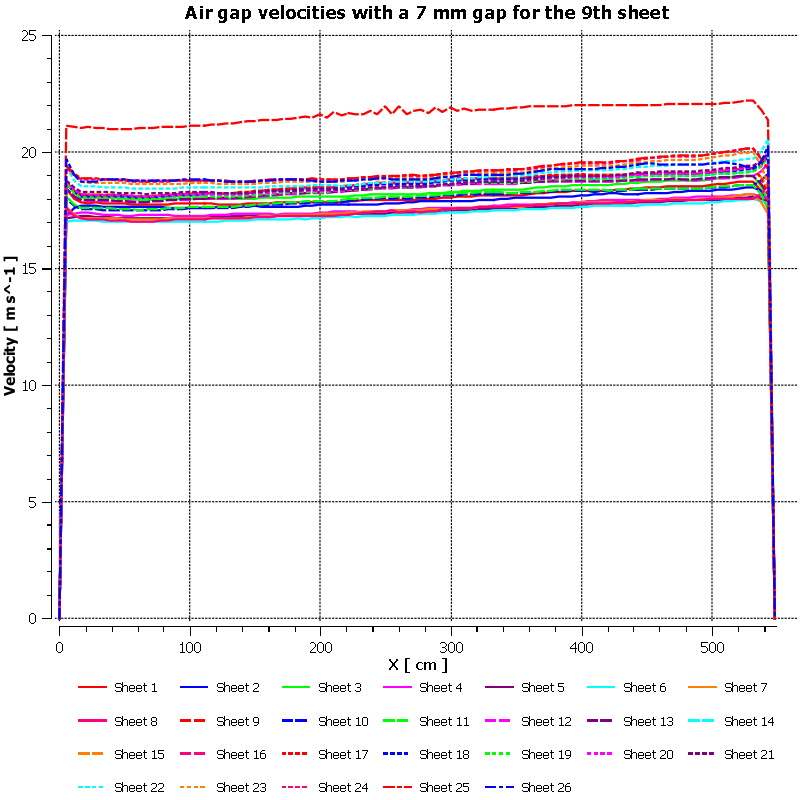 Air gap velocities with a 7 mm gap for the 9th sheet
25
20
15
10
5
0
Velocity [ m s^-1 ]
0 100 200 300 400 500
X [ cm ]
Sheet 1 Sheet 2 Sheet 3 Sheet 4 Sheet 5 Sheet 6 Sheet 7
Sheet 8 Sheet 9 Sheet 10 Sheet 11 Sheet 12 Sheet 13 Sheet 14
Sheet 15 Sheet 16 Sheet 17 Sheet 18 Sheet 19 Sheet 20 Sheet 21
Sheet 22 Sheet 23 Sheet 24 Sheet 25 Sheet 26